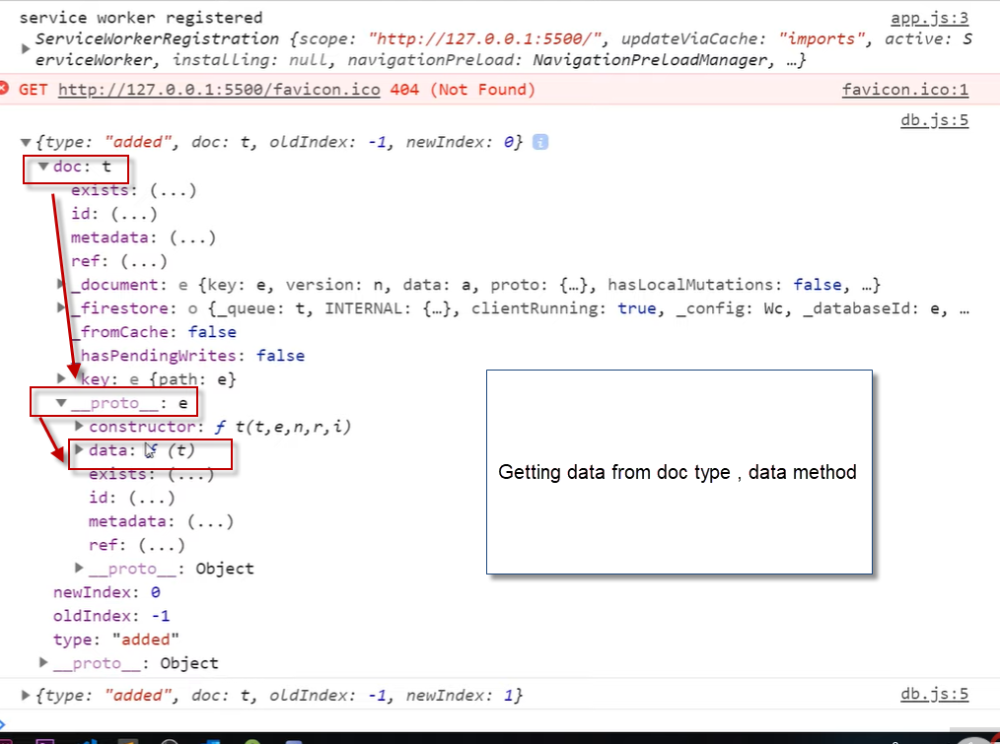 service worker registered app.js:3
ServiceWorkerRegistration {scope: "http://127.0.0.1:5500/", updateViaCache: "imports", active: S
erviceWorker, installing: null, navigationPreload: NavigationPreloadManager, …}
GET http://127.0.0.1:5500/favicon.ico 404 (Not Found) favicon.ico:1
db.js:5
{type: "added", doc: t, oldIndex: -1, newIndex: 0} i
doc: t
exists: (...)
id: (...)
metadata: (...)
ref: (...)
_document: e {key: e, version: n, data: a, proto: {…}, hasLocalMutations: false, …}
_firestore: o {_queue: t, INTERNAL: {…}, clientRunning: true, _config: Wc, _databaseId: e, …
_fromCache: false
_hasPendingWrites: false
_key: e {path: e}
__proto__: e
constructor: ƒ t(t,e,n,r,i)
data: ƒ (t)
exists: (...)
id: (...)
metadata: (...)
ref: (...)
__proto__: Object
newIndex: 0
oldIndex: -1
type: "added"
__proto__: Object
{type: "added", doc: t, oldIndex: -1, newIndex: 1} db.js:5
Getting data from doc type , data method